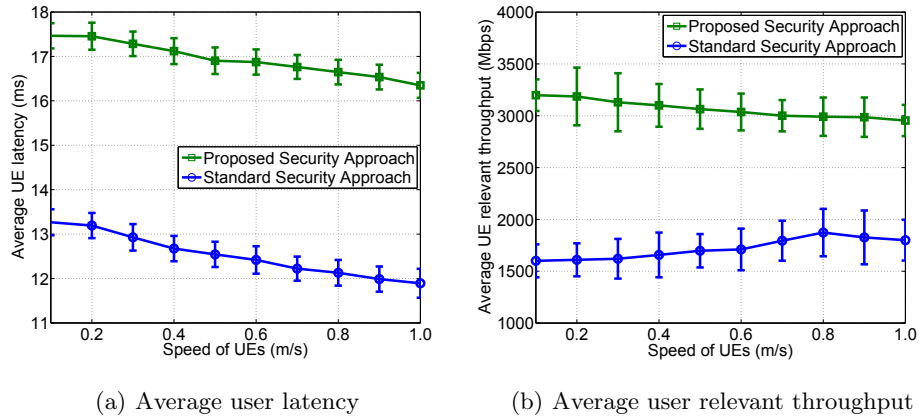 18
17
16
15
14
13
12
11
0.2
0.4
0.6
0.8
1.0
Average UE latency (ms)
Speed of UEs (m/s)
Proposed Security Approach
Standard Security Approach
(a) Average user latency
4000
3500
3000
2500
2000
1500
1000
0.2
0.4
0.6
0.8
1.0
Average UE relevant throughput (Mbps)
Speed of UEs (m/s)
Proposed Security Approach
Standard Security Approach
(b) Average user relevant throughput